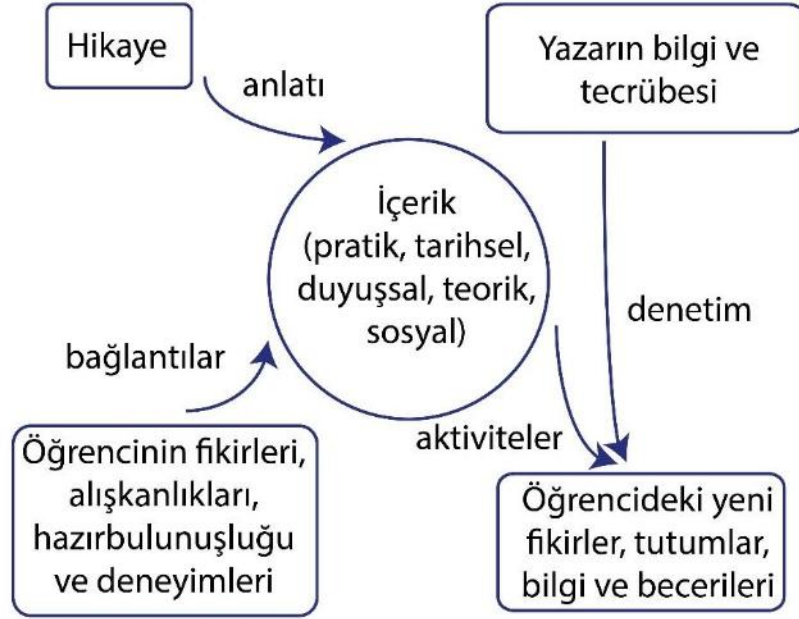 Hikaye
anlatı
Yazarın bilgi ve
tecrübesi
İçerik
(pratik, tarihsel,
duyuşsal, teorik,
sosyal)
denetim
bağlantılar
aktiviteler
Öğrencinin fikirleri,
alışkanlıkları,
hazırbulunuşluğu
ve deneyimleri
Öğrencideki yeni
fikirler, tutumlar,
bilgi ve becerileri